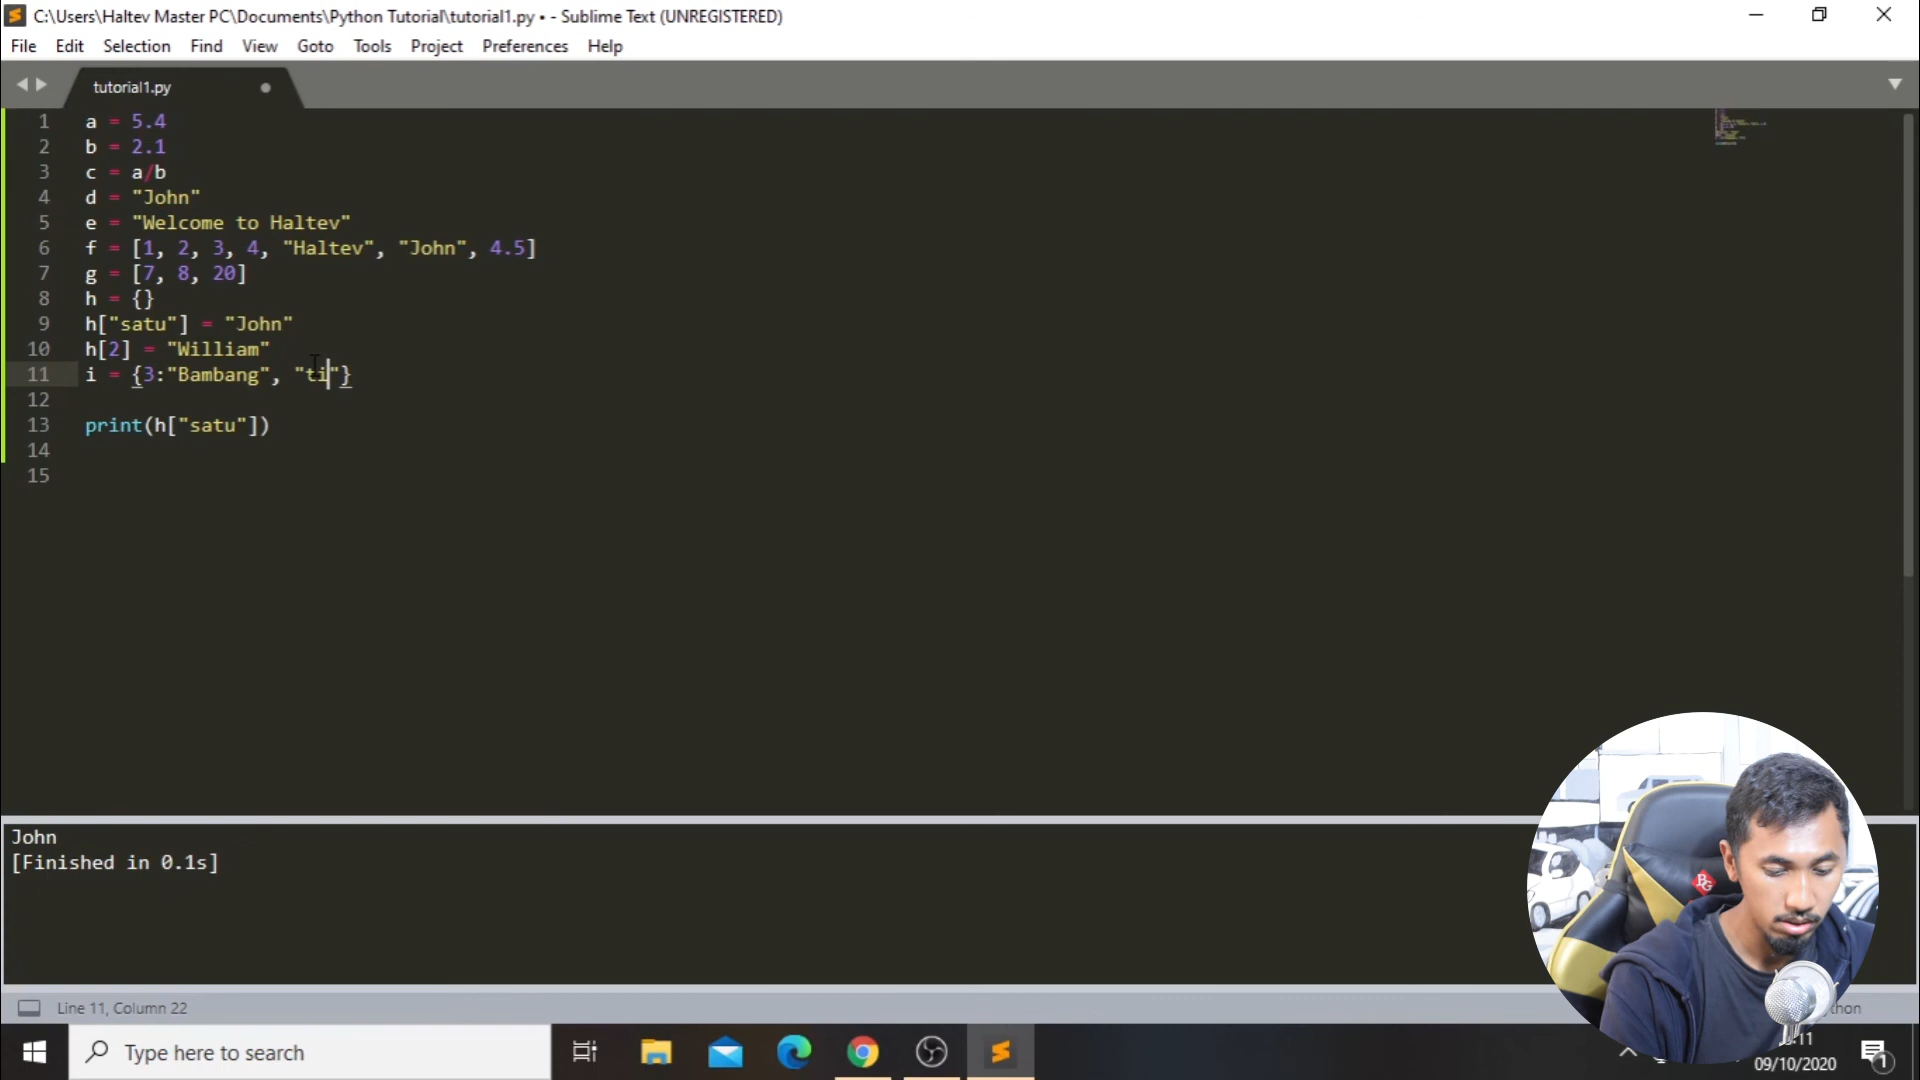 C:\Users\Haltev Master PC\Documents\Python Tutorial\tutorial1.py • - Sublime Text (UNREGISTERED)
File Edit Selection Find View Goto Tools Project Preferences Help
tutorial1.py
1 a = 5.4
2 b = 2.1
3 c = a/b
4 d = "John"
5 e = "Welcome to Haltev"
6 f = [1, 2, 3, 4, "Haltev", "John", 4.5]
7 g = [7, 8, 20]
8 h = {}
9 h["satu"] = "John"
10 h[2] = "William"
11 i = {3:"Bambang", "ti"}
12
13 print(h["satu"])
14
15
John
[Finished in 0.1s]
Line 11, Column 22
Type here to search
09/10/2020
1